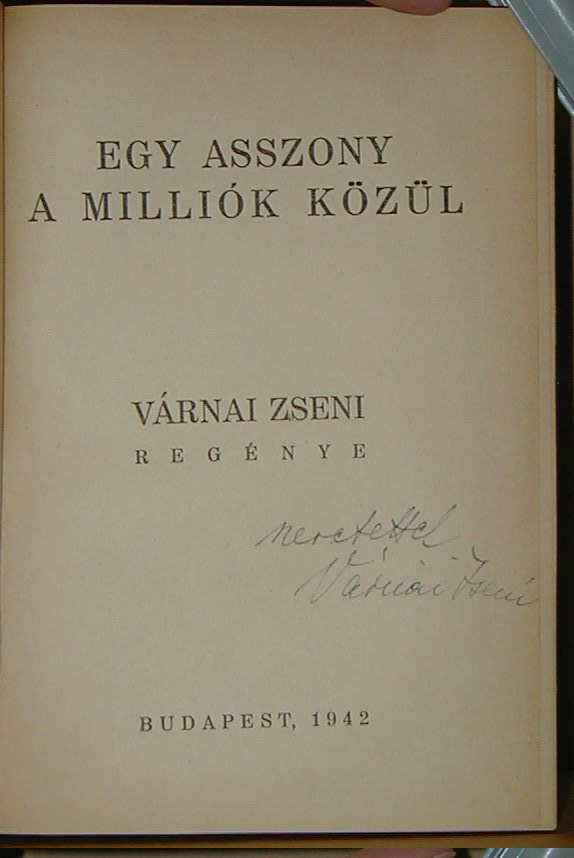 EGY ASSZONY
A MILLIÓK KÖZÜL
VÁRNAI ZSENI
REGÉNYE
szeretettel
Várnai Zseni
BUDAPEST, 1942